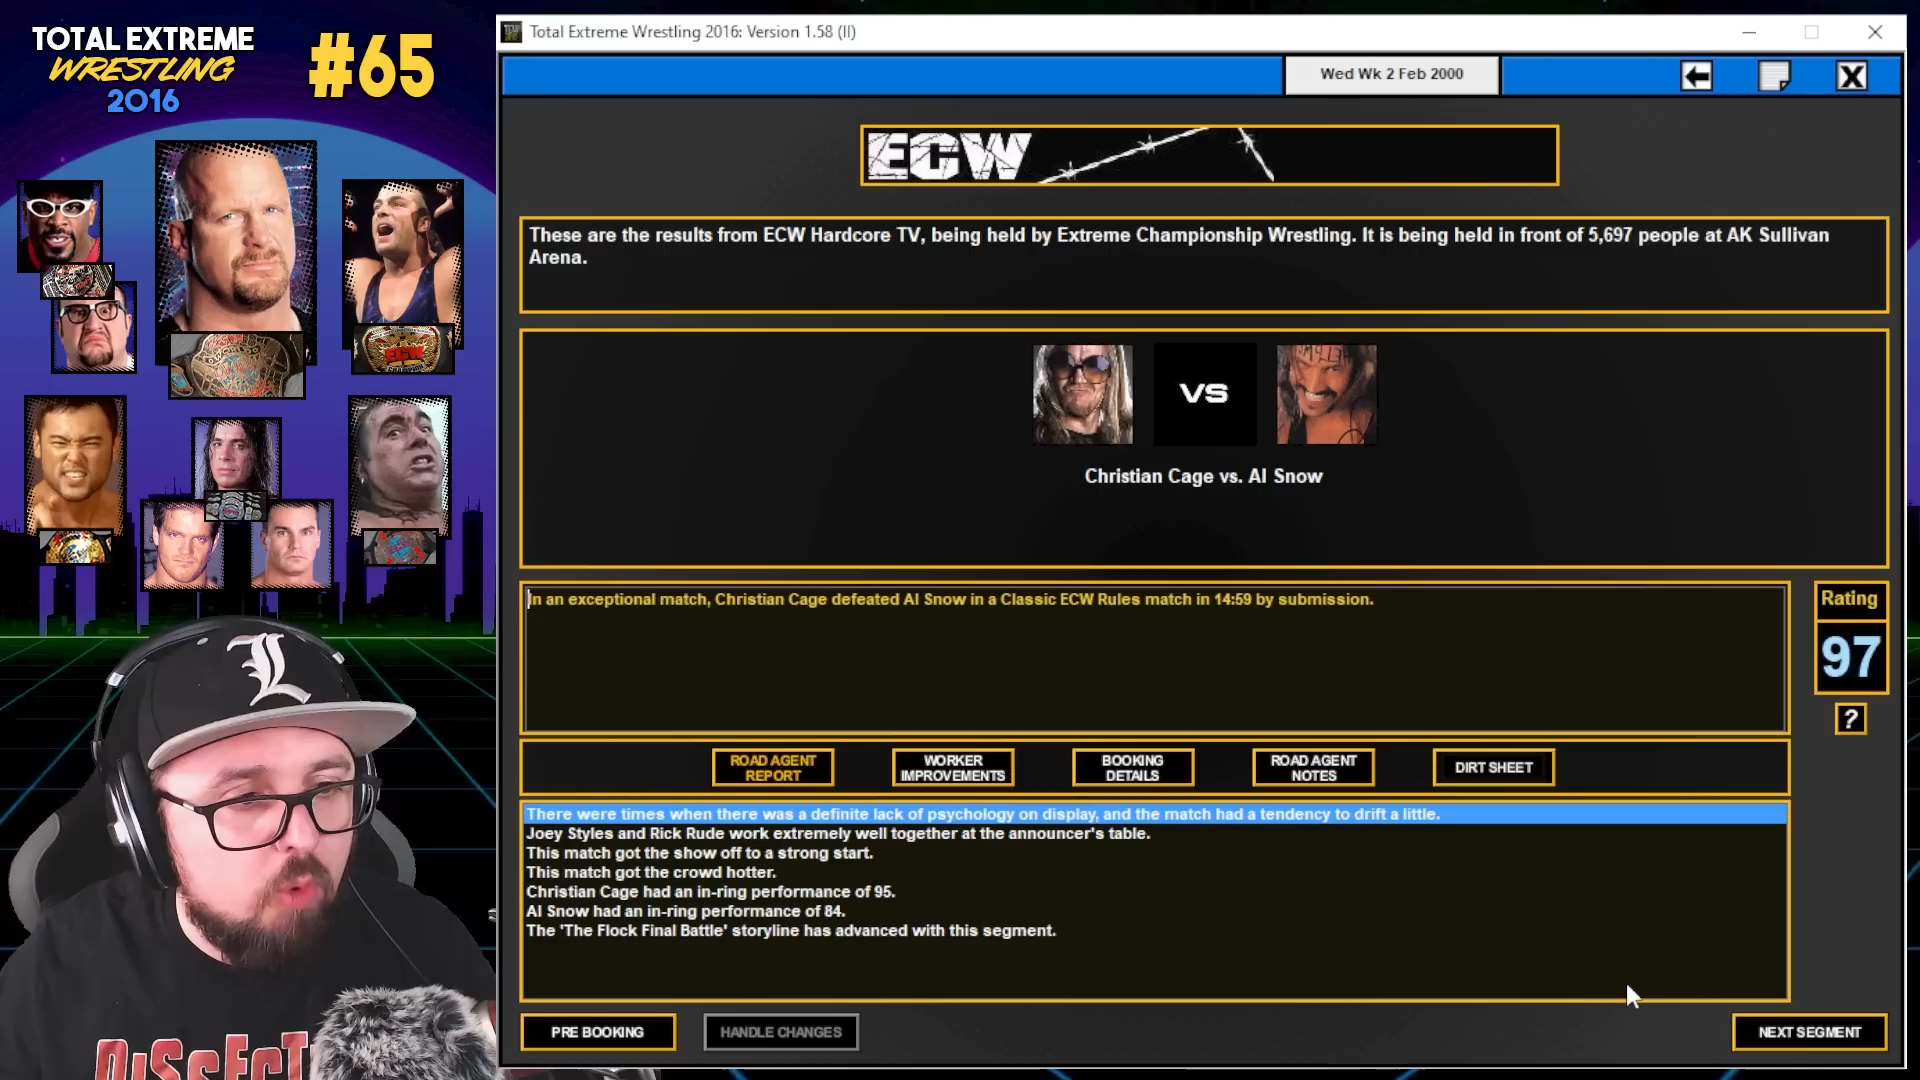 TOTAL EXTREME
WRESTLING
2016
#65
Total Extreme Wrestling 2016: Version 1.58 (II)
Wed Wk 2 Feb 2000
ECW
These are the results from ECW Hardcore TV, being held by Extreme Championship Wrestling. It is being held in front of 5,697 people at AK Sullivan
Arena.
VS
Christian Cage vs. Al Snow
In an exceptional match, Christian Cage defeated Al Snow in a Classic ECW Rules match in 14:59 by submission.
Rating
97
?
ROAD AGENT
REPORT
WORKER
IMPROVEMENTS
BOOKING
DETAILS
ROAD AGENT
NOTES
DIRT SHEET
There were times when there was a definite lack of psychology on display, and the match had a tendency to drift a little.
Joey Styles and Rick Rude work extremely well together at the announcer's table.
This match got the show off to a strong start.
This match got the crowd hotter.
Christian Cage had an in-ring performance of 95.
Al Snow had an in-ring performance of 84.
The 'The Flock Final Battle' storyline has advanced with this segment.
PRE BOOKING
HANDLE CHANGES
NEXT SEGMENT
L